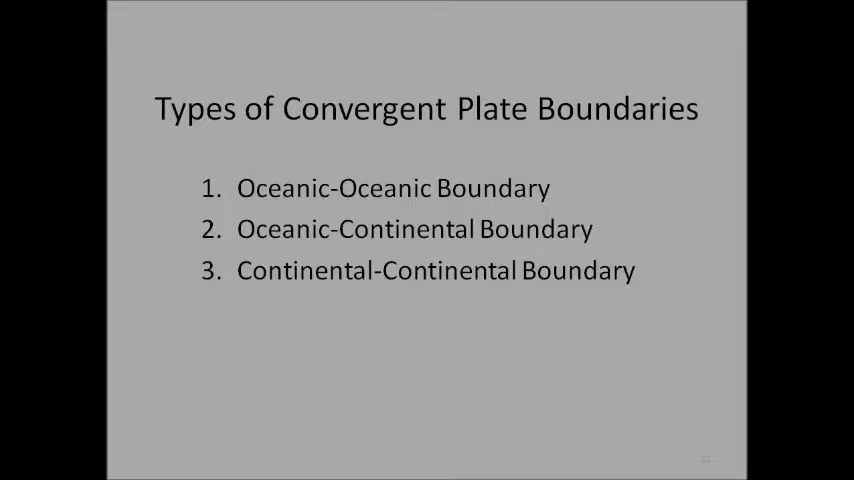 Types of Convergent Plate Boundaries
1. Oceanic-Oceanic Boundary
2. Oceanic-Continental Boundary
3. Continental-Continental Boundary